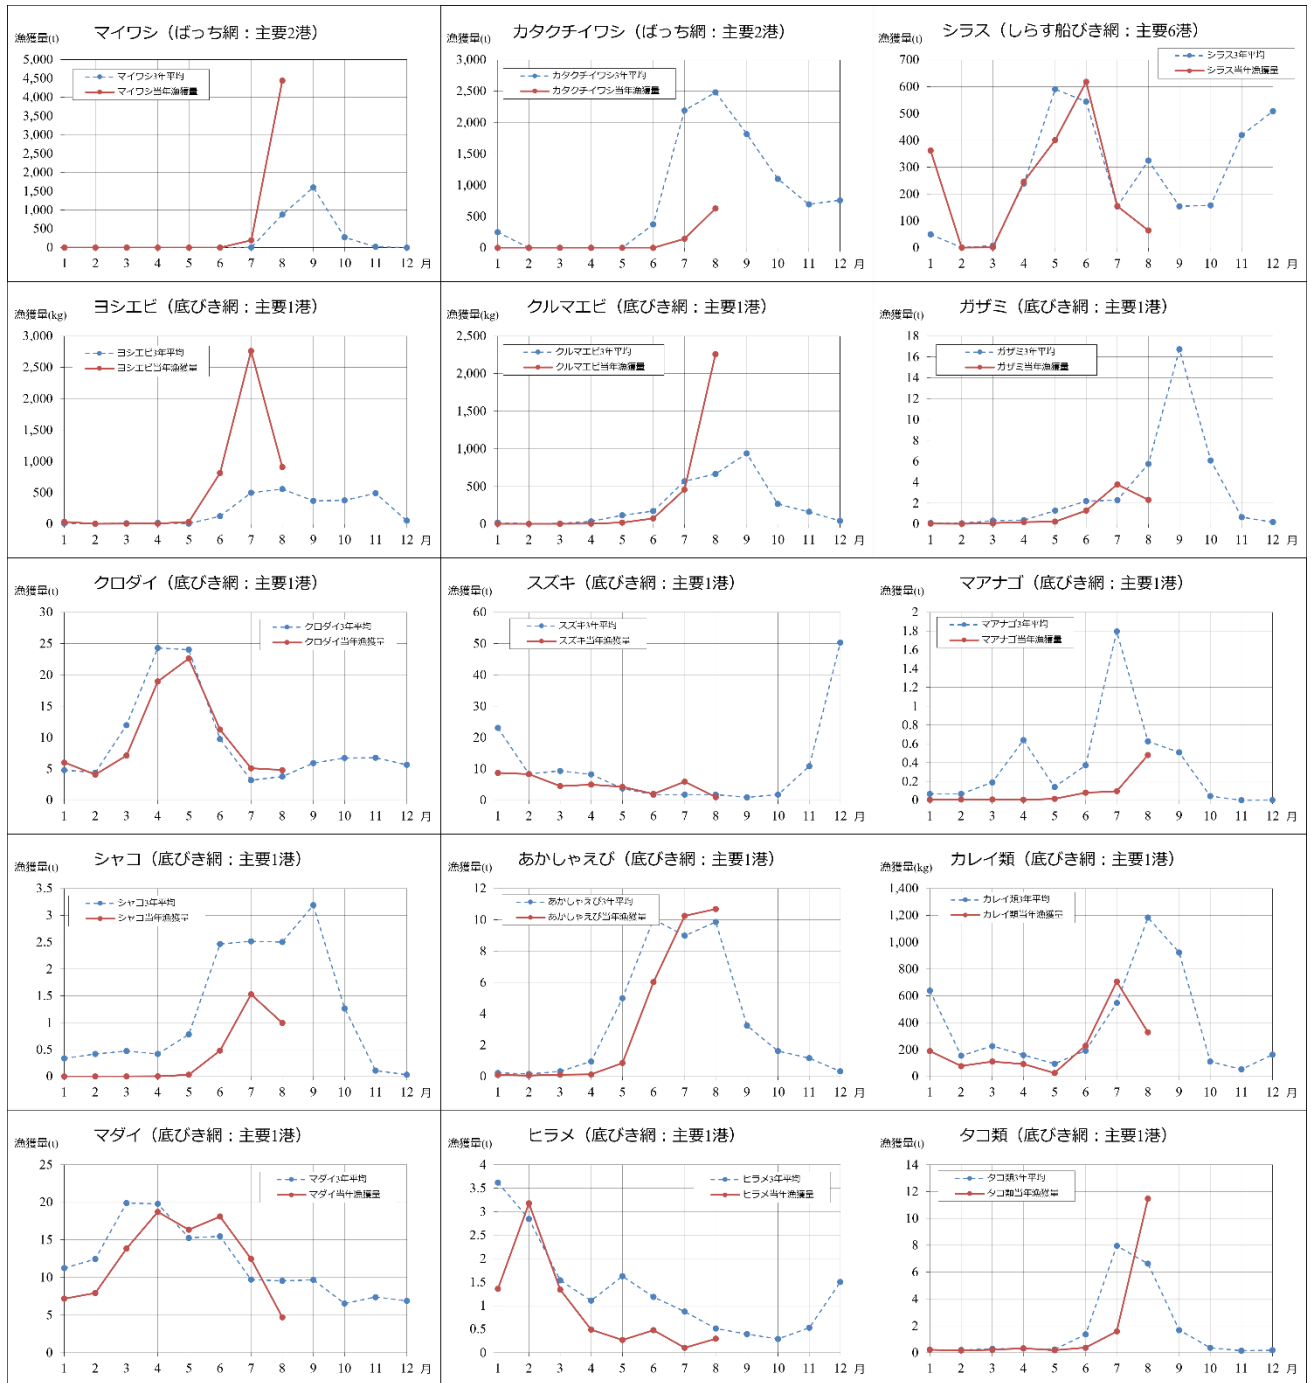 マイワシ（ばっち網：主要2港）
漁獲量(t)
マイワシ3年平均
マイワシ当年漁獲量
5,000
4,500
4,000
3,500
3,000
2,500
2,000
1,500
1,000
500
0
1 2 3 4 5 6 7 8 9 10 11 12 月
カタクチイワシ（ばっち網：主要2港）
漁獲量(t)
カタクチイワシ3年平均
カタクチイワシ当年漁獲量
3,000
2,500
2,000
1,500
1,000
500
0
1 2 3 4 5 6 7 8 9 10 11 12 月
シラス（しらす船びき網：主要6港）
漁獲量(t)
シラス3年平均
シラス当年漁獲量
700
600
500
400
300
200
100
0
1 2 3 4 5 6 7 8 9 10 11 12 月
ヨシエビ（底びき網：主要1港）
漁獲量(kg)
ヨシエビ3年平均
ヨシエビ当年漁獲量
3,000
2,500
2,000
1,500
1,000
500
0
1 2 3 4 5 6 7 8 9 10 11 12 月
クルマエビ（底びき網：主要1港）
漁獲量(kg)
クルマエビ3年平均
クルマエビ当年漁獲量
2,500
2,000
1,500
1,000
500
0
1 2 3 4 5 6 7 8 9 10 11 12 月
ガザミ（底びき網：主要1港）
漁獲量(t)
ガザミ3年平均
ガザミ当年漁獲量
18
16
14
12
10
8
6
4
2
0
1 2 3 4 5 6 7 8 9 10 11 12 月
クロダイ（底びき網：主要1港）
漁獲量(t)
クロダイ3年平均
クロダイ当年漁獲量
30
25
20
15
10
5
0
1 2 3 4 5 6 7 8 9 10 11 12 月
スズキ（底びき網：主要1港）
漁獲量(t)
スズキ3年平均
スズキ当年漁獲量
60
50
40
30
20
10
0
1 2 3 4 5 6 7 8 9 10 11 12 月
マアナゴ（底びき網：主要1港）
漁獲量(t)
マアナゴ3年平均
マアナゴ当年漁獲量
2
1.8
1.6
1.4
1.2
1
0.8
0.6
0.4
0.2
0
1 2 3 4 5 6 7 8 9 10 11 12 月
シャコ（底びき網：主要1港）
漁獲量(t)
シャコ3年平均
シャコ当年漁獲量
3.5
3
2.5
2
1.5
1
0.5
0
1 2 3 4 5 6 7 8 9 10 11 12 月
あかしゃえび（底びき網：主要1港）
漁獲量(t)
あかしゃえび3年平均
あかしゃえび当年漁獲量
12
10
8
6
4
2
0
1 2 3 4 5 6 7 8 9 10 11 12 月
カレイ類（底びき網：主要1港）
漁獲量(kg)
カレイ類3年平均
カレイ類当年漁獲量
1,400
1,200
1,000
800
600
400
200
0
1 2 3 4 5 6 7 8 9 10 11 12 月
マダイ（底びき網：主要1港）
漁獲量(t)
マダイ3年平均
マダイ当年漁獲量
25
20
15
10
5
0
1 2 3 4 5 6 7 8 9 10 11 12 月
ヒラメ（底びき網：主要1港）
漁獲量(t)
ヒラメ3年平均
ヒラメ当年漁獲量
4
3.5
3
2.5
2
1.5
1
0.5
0
1 2 3 4 5 6 7 8 9 10 11 12 月
タコ類（底びき網：主要1港）
漁獲量(t)
タコ類3年平均
タコ類当年漁獲量
14
12
10
8
6
4
2
0
1 2 3 4 5 6 7 8 9 10 11 12 月